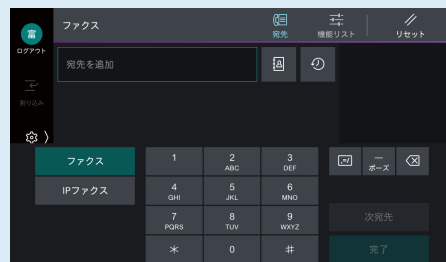 富
ログアウト
割り込み
ファクス
宛先
機能リスト
リセット
宛先を追加
ファクス
IPファクス
1
2
ABC
3
DEF
4
GHI
5
JKL
6
MNO
7
PQRS
8
TUV
9
WXYZ
*
0
#
ポーズ
次宛先
完了